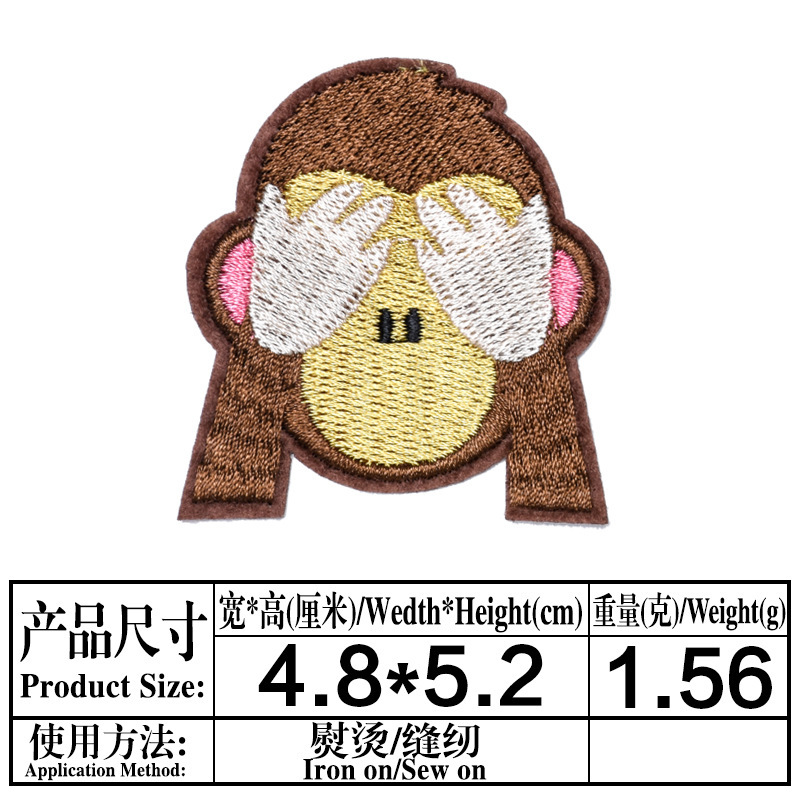 产品尺寸
Product Size:
宽*高(厘米)/Wedth*Height(cm)
4.8*5.2
重量(克)/Weight(g)
1.56
使用方法:
Application Method:
熨烫/缝纫
Iron on/Sew on